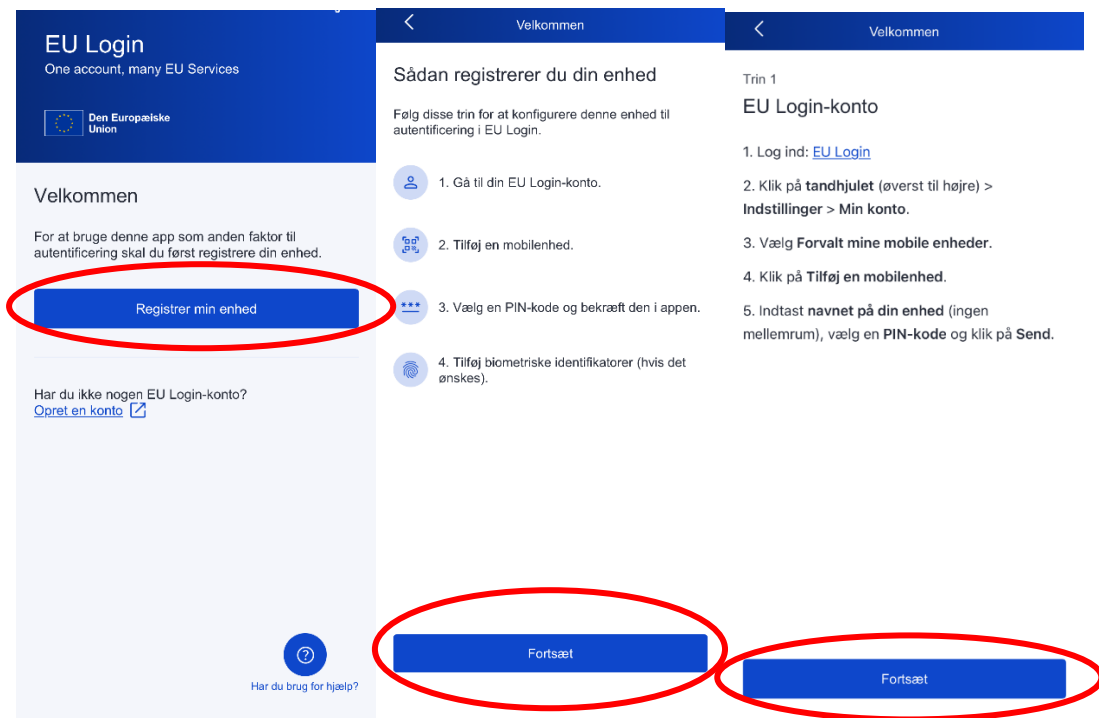 EU Login
One account, many EU Services
Den Europæiske
Union
Velkommen
For at bruge denne app som anden faktor til
autentificering skal du først registrere din enhed.
Registrer min enhed
Har du ikke nogen EU Login-konto?
Opret en konto
Har du brug for hjælp?
Velkommen
Sådan registrerer du din enhed
Følg disse trin for at konfigurere denne enhed til
autentificering i EU Login.
1. Gå til din EU Login-konto.
2. Tilføj en mobilenhed.
3. Vælg en PIN-kode og bekræft den i appen.
4. Tilføj biometriske identifikatorer (hvis det
ønskes).
Fortsæt
Velkommen
Trin 1
EU Login-konto
1. Log ind: EU Login
2. Klik på tandhjulet (øverst til højre) >
Indstillinger > Min konto.
3. Vælg Forvalt mine mobile enheder.
4. Klik på Tilføj en mobilenhed.
5. Indtast navnet på din enhed (ingen
mellemrum), vælg en PIN-kode og klik på Send.
Fortsæt